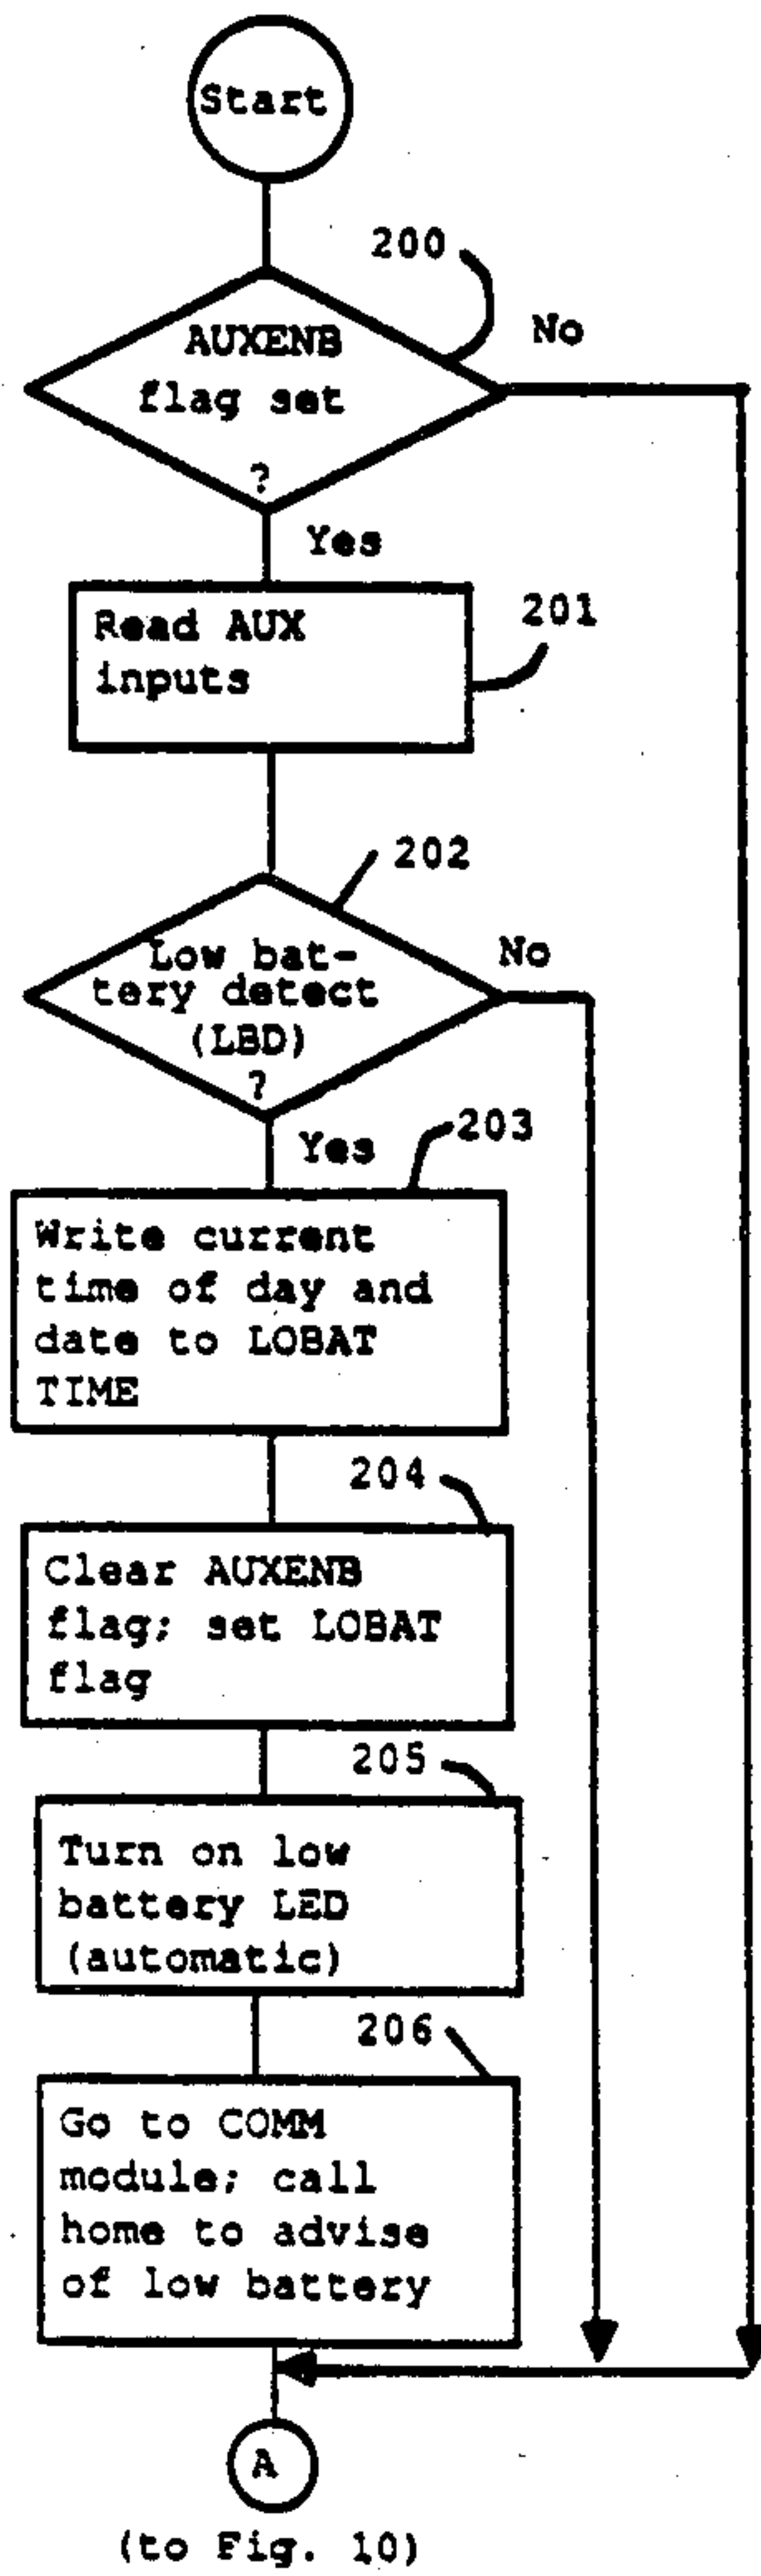 Start
200
No
AUXENB
flag set
?
Yes
Read AUX
inputs
201
202
Low bat-
tery detect
(LBD)
?
No
Yes
203
Write current
time of day and
date to LOBAT
TIME
204
Clear AUXENB
flag; set LOBAT
flag
205
Turn on low
battery LED
(automatic)
206
Go to COMM
module; call
home to advise
of low battery
A
(to Fig. 10)